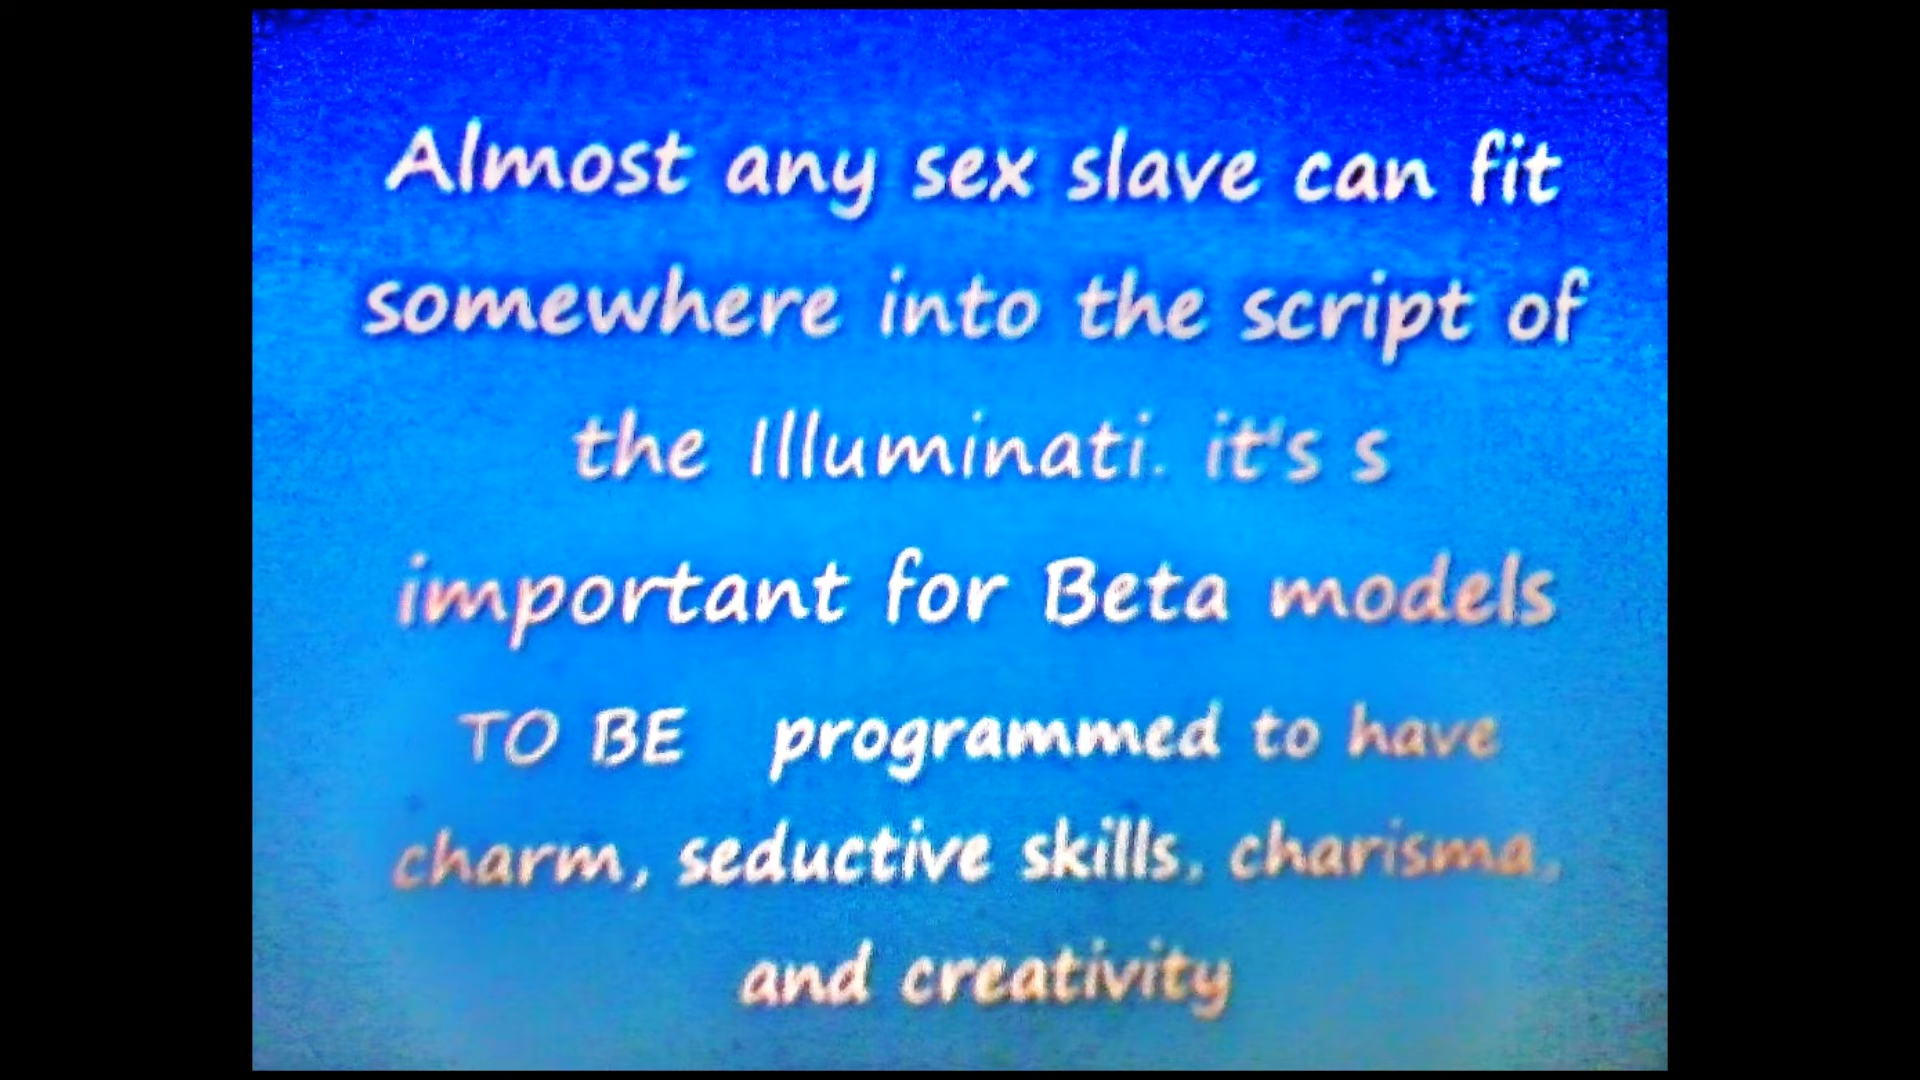 Almost any sex slave can fit
somewhere into the script of
the Illuminati. it's s
important for Beta models
TO BE programmed to have
charm, seductive skills, charisma,
and creativity